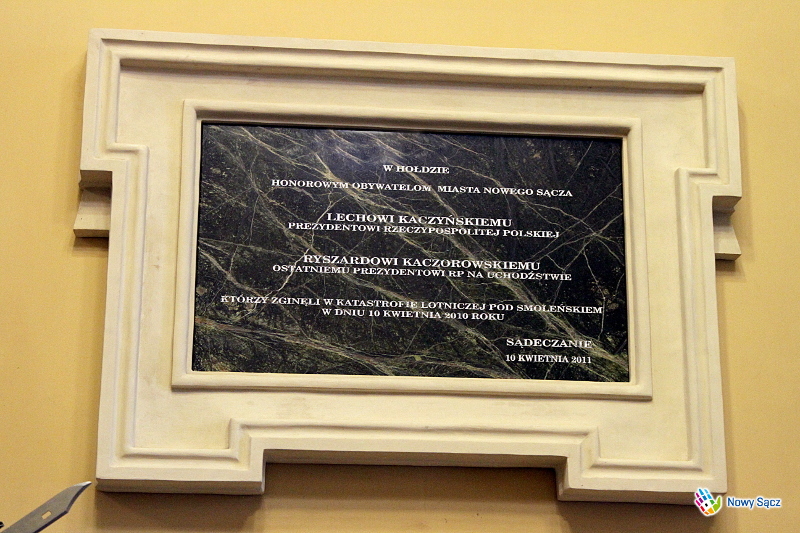 W HOŁDZIE
HONOROWYM OBYWATELOM MIASTA NOWEGO SĄCZA
LECHOWI KACZYŃSKIEMU
PREZYDENTOWI RZECZYPOSPOLITEJ POLSKIEJ
RYSZARDOWI KACZOROWSKIEMU
OSTATNIEMU PREZYDENTOWI RP NA UCHODŹSTWIE
KTÓRZY ZGINĘLI W KATASTROFIE LOTNICZEJ POD SMOLEŃSKIEM
W DNIU 10 KWIETNIA 2010 ROKU
SĄDECZANIE
10 KWIETNIA 2011
Nowy Sącz